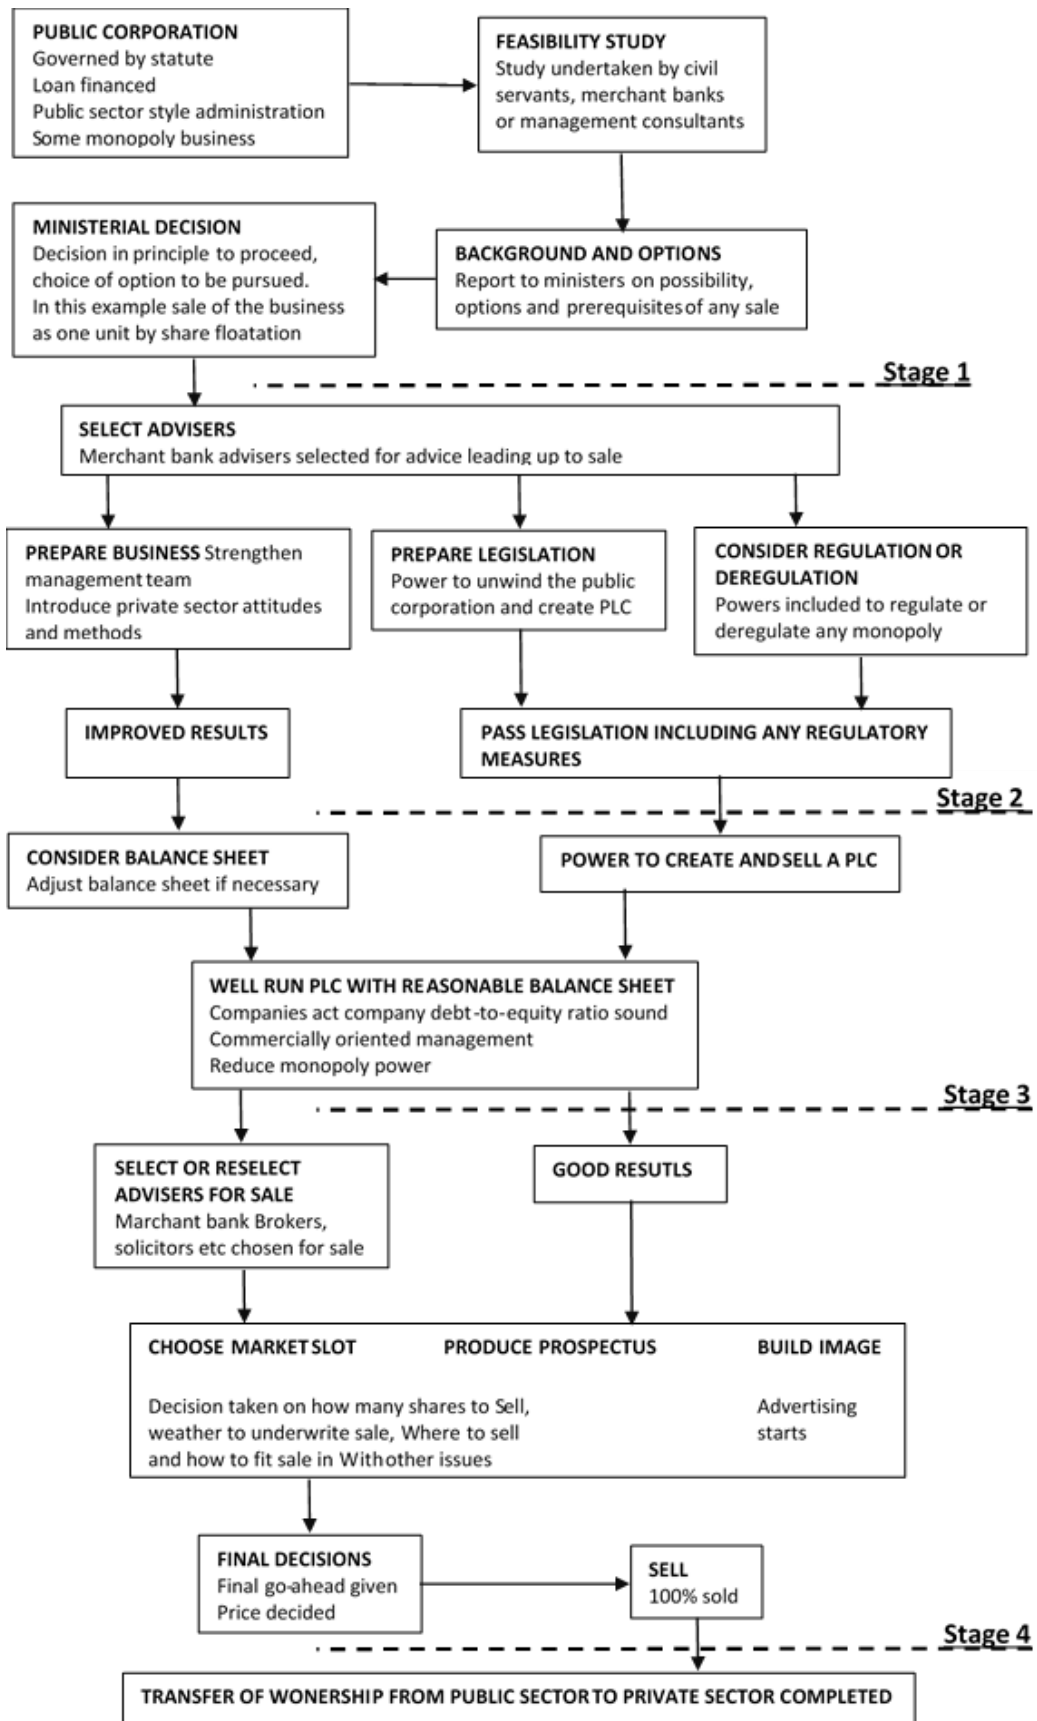 PUBLIC CORPORATION
Governed by statute
Loan financed
Public sector style administration
Some monopoly business
FEASIBILITY STUDY
Study undertaken by civil
servants, merchant banks
or management consultants
MINISTERIAL DECISION
Decision in principle to proceed,
choice of option to be pursued.
In this example sale of the business
as one unit by share floatation
BACKGROUND AND OPTIONS
Report to ministers on possibility,
options and prerequisites of any sale
Stage 1
SELECT ADVISERS
Merchant bank advisers selected for advice leading up to sale
PREPARE BUSINESS Strengthen
management team
Introduce private sector attitudes
and methods
PREPARE LEGISLATION
Power to unwind the public
corporation and create PLC
CONSIDER REGULATION OR
DEREGULATION
Powers included to regulate or
deregulate any monopoly
IMPROVED RESULTS
PASS LEGISLATION INCLUDING ANY REGULATORY
MEASURES
Stage 2
CONSIDER BALANCE SHEET
Adjust balance sheet if necessary
POWER TO CREATE AND SELL A PLC
WELL RUN PLC WITH REASONABLE BALANCE SHEET
Companies act company debt-to-equity ratio sound
Commercially oriented management
Reduce monopoly power
Stage 3
SELECT OR RESELECT
ADVISERS FOR SALE
Marchant bank Brokers,
solicitors etc chosen for sale
GOOD RESUTLS
CHOOSE MARKET SLOT
Decision taken on how many shares to Sell,
weather to underwrite sale, Where to sell
and how to fit sale in With other issues
PRODUCE PROSPECTUS
BUILD IMAGE
Advertising
starts
FINAL DECISIONS
Final go-ahead given
Price decided
SELL
100% sold
Stage 4
TRANSFER OF WONERSHIP FROM PUBLIC SECTOR TO PRIVATE SECTOR COMPLETED